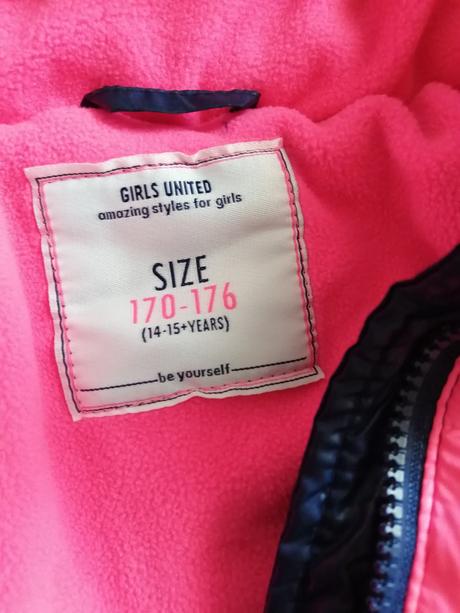 GIRLS UNITED
amazing styles for girls
SIZE
170-176
(14-15+YEARS)
be yourself